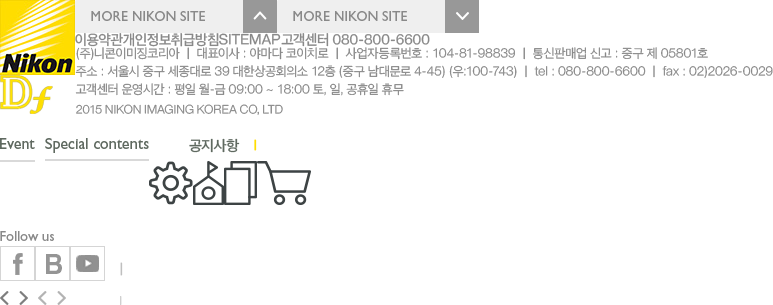 MORE NIKON SITE
MORE NIKON SITE
Nikon
Df
이용약관개인정보취급방침SITEMAP고객센터 080-800-6600
(주)니콘이미징코리아 | 대표이사 : 야마다 코이치로 | 사업자등록번호 : 104-81-98839 | 통신판매업 신고 : 중구 제 05801호
주소 : 서울시 중구 세종대로 39 대한상공회의소 12층 (중구 남대문로 4-45) (우:100-743) | tel : 080-800-6600 | fax : 02)2026-0029
고객센터 운영시간 : 평일 월-금 09:00 ~ 18:00 토, 일, 공휴일 휴무
2015 NIKON IMAGING KOREA CO, LTD
Event
Special contents
공지사항
Follow us
f
B